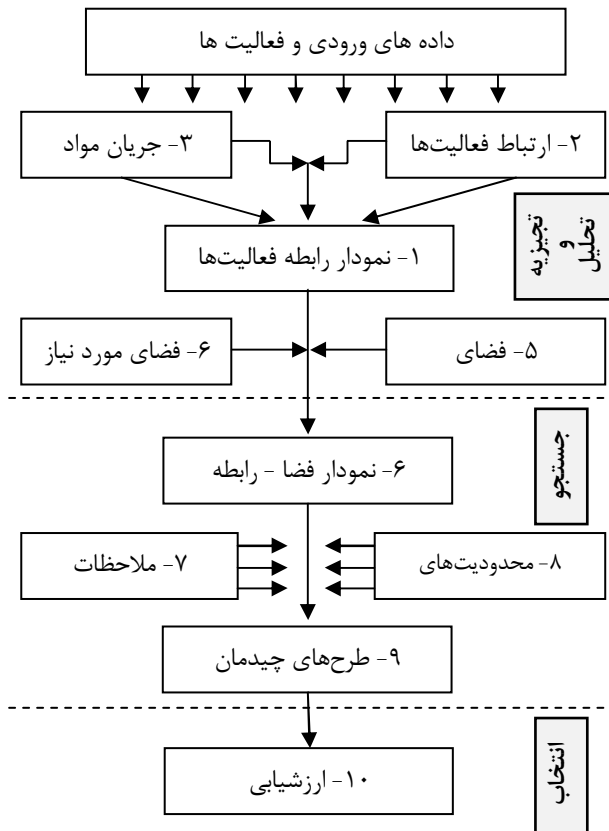 داده های ورودی و فعالیت ها
۲- ارتباط فعالیت‌ها
۳- جریان مواد
تجیزیه
و
تحلیل
۱- نمودار رابطه فعالیت‌ها
۵- فضای
۶- فضای مورد نیاز
جستجو
۶- نمودار فضا - رابطه
۸- محدودیت‌های
۷- ملاحظات
۹- طرح‌های چیدمان
انتخاب
۱۰- ارزشیابی